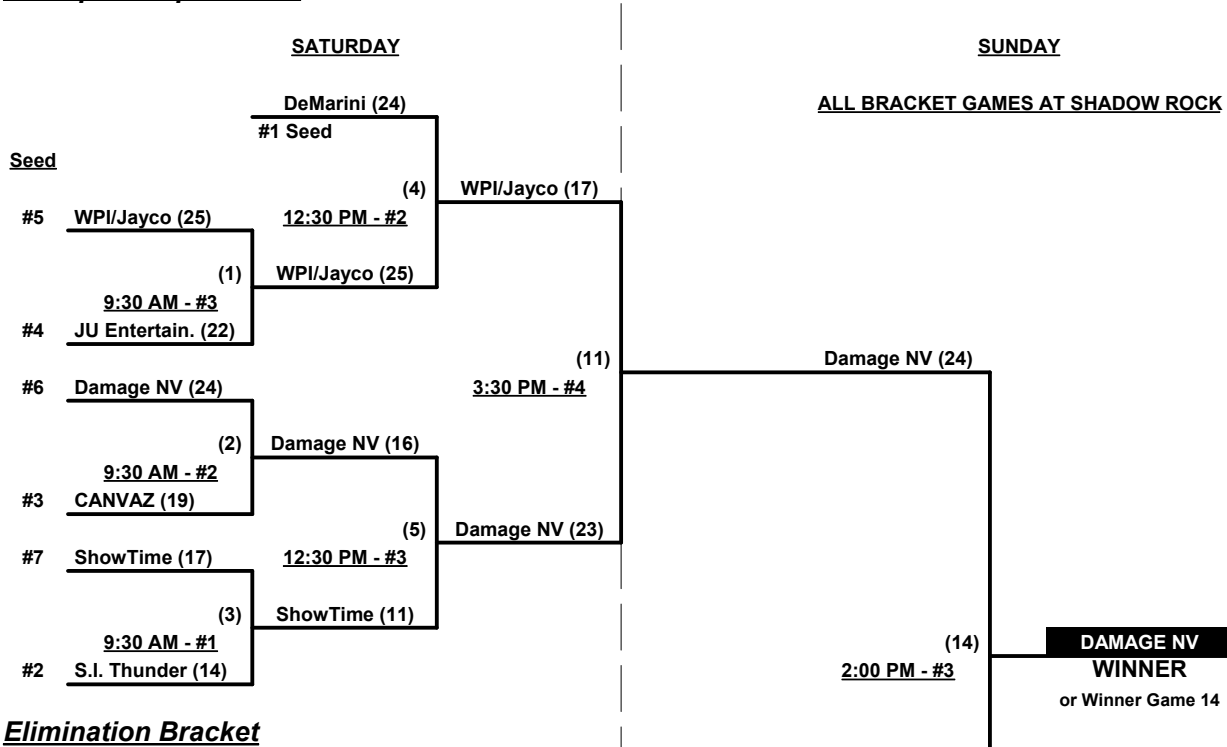 SATURDAY
SUNDAY
DeMarini (24)
ALL BRACKET GAMES AT SHADOW ROCK
#1 Seed
Seed
(4)
WPI/Jayco (17)
#5
WPI/Jayco (25)
12:30 PM - #2
(1)
WPI/Jayco (25)
9:30 AM - #3
#4
JU Entertain. (22)
(11)
Damage NV (24)
#6
Damage NV (24)
3:30 PM - #4
(2)
Damage NV (16)
9:30 AM - #2
#3
CANVAZ (19)
(5)
Damage NV (23)
#7
ShowTime (17)
12:30 PM - #3
(3)
ShowTime (11)
9:30 AM - #1
(14)
DAMAGE NV
#2
S.I. Thunder (14)
2:00 PM - #3
WINNER
or Winner Game 14
Elimination Bracket